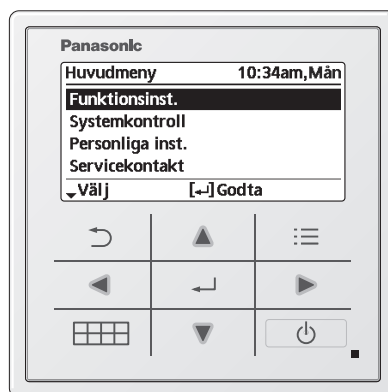 Panasonic
Huvudmeny 10:34am,Mån
Funktionsinst.
Systemkontroll
Personliga inst.
Servicekontakt
Välj [↵]Godta